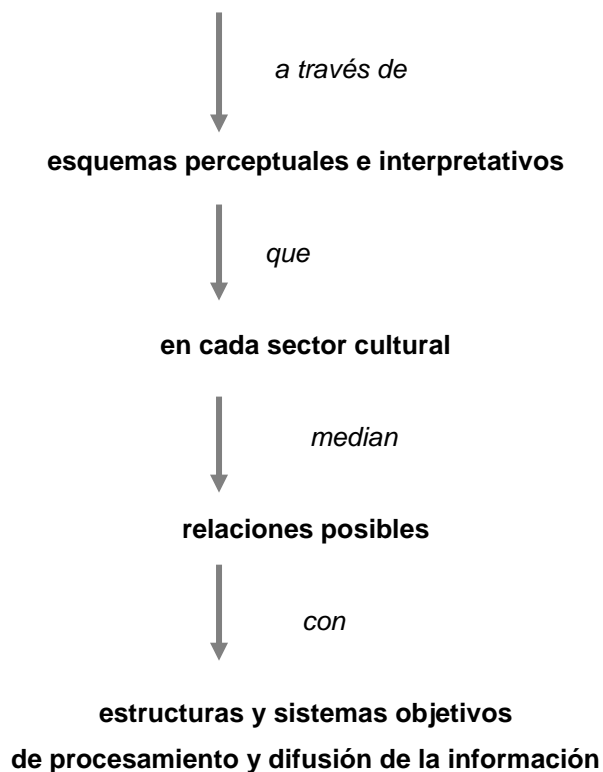 a través de
esquemas perceptuales e interpretativos
que
en cada sector cultural
median
relaciones posibles
con
estructuras y sistemas objetivos
de procesamiento y difusión de la información